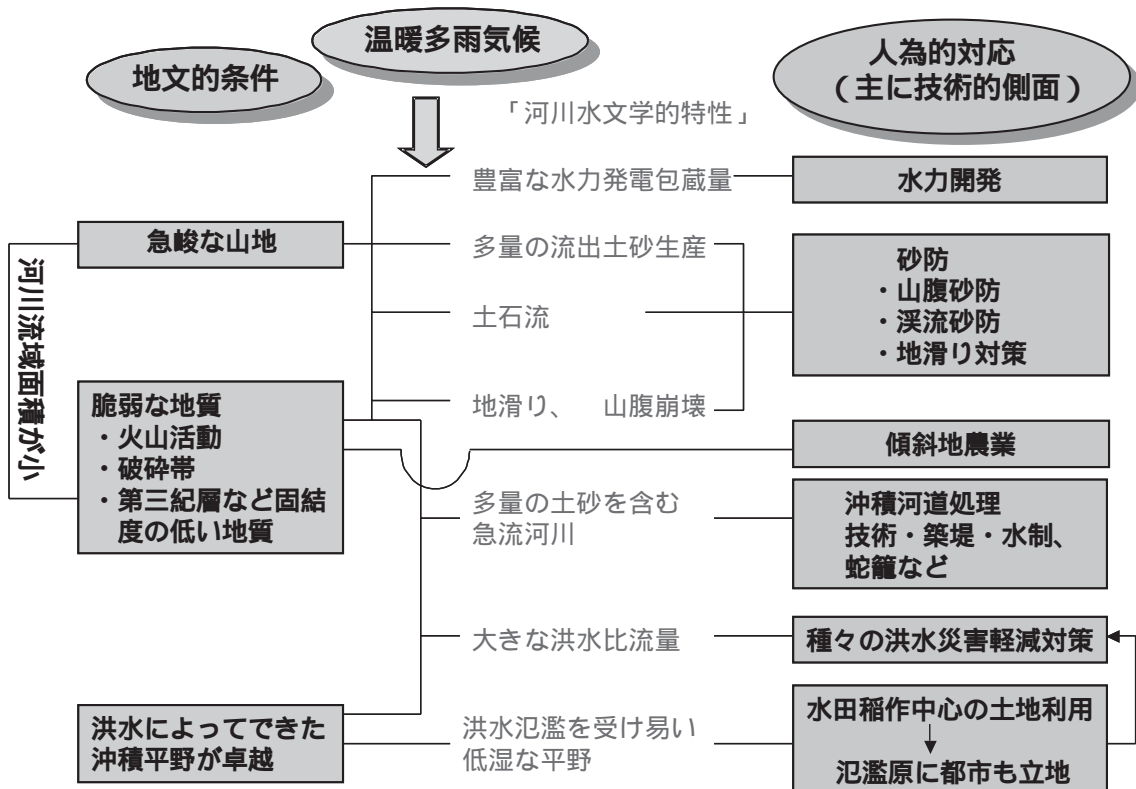 温暖多雨気候
地文的条件
人為的対応
（主に技術的側面）
「河川水文学的特性」
豊富な水力発電包蔵量
水力開発
急峻な山地
多量の流出土砂生産
土石流
地滑り、　山腹崩壊
砂防
・山腹砂防
・渓流砂防
・地滑り対策
河川流域面積が小
脆弱な地質
・火山活動
・破砕帯
・第三紀層など固結
度の低い地質
傾斜地農業
多量の土砂を含む
急流河川
沖積河道処理
技術・築堤・水制、
蛇籠など
大きな洪水比流量
種々の洪水災害軽減対策
洪水によってできた
沖積平野が卓越
洪水氾濫を受け易い
低湿な平野
水田稲作中心の土地利用
氾濫原に都市も立地